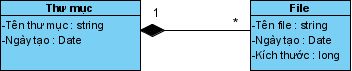 Thư mục
-Tên thư mục : string
-Ngày tạo : Date
1
*
File
-Tên file : string
-Ngày tạo : Date
-Kích thước : long